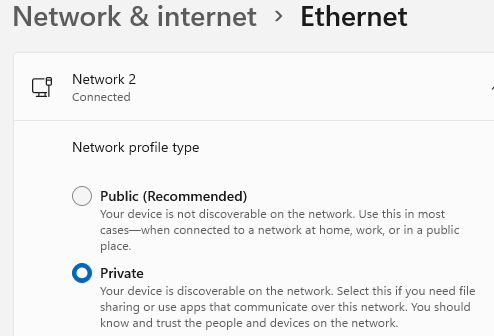 Network & internet > Ethernet
Network 2
Connected
Network profile type
Public (Recommended)
Your device is not discoverable on the network. Use this in most
cases—when connected to a network at home, work, or in a public
place.
Private
Your device is discoverable on the network. Select this if you need file
sharing or use apps that communicate over this network. You should
know and trust the people and devices on the network.